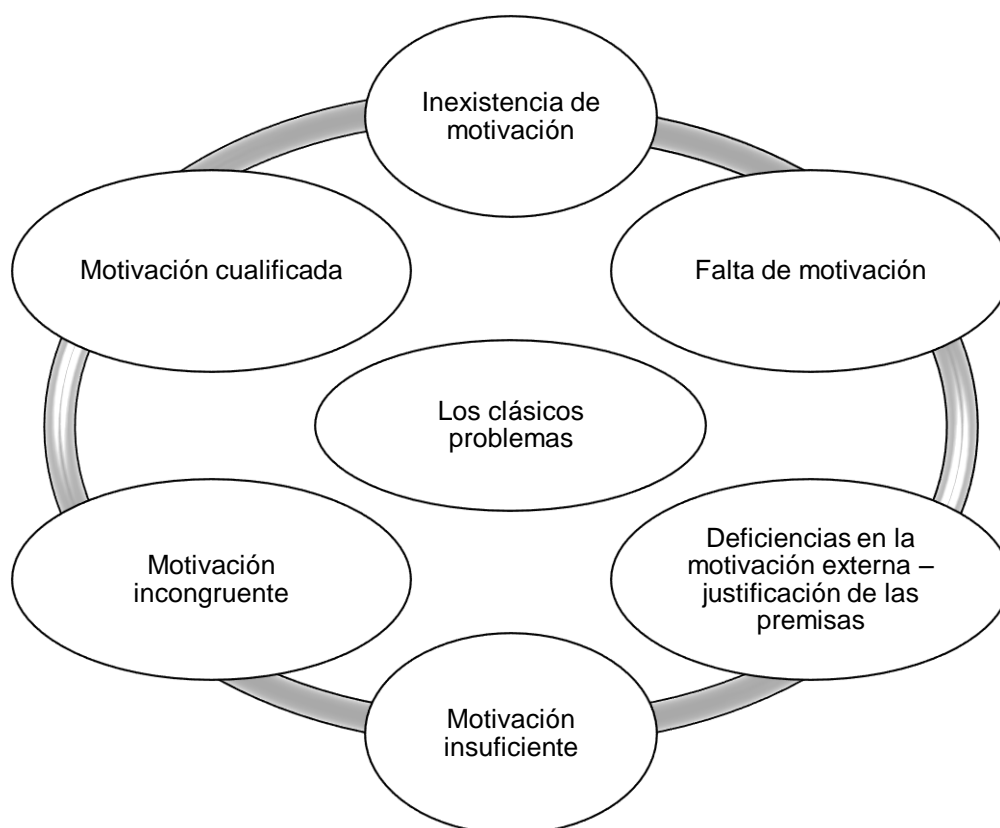 Inexistencia de
motivación
Motivación cualificada
Falta de motivación
Los clásicos
problemas
Motivación
incongruente
Deficiencias en la
motivación externa –
justificación de las
premisas
Motivación
insuficiente